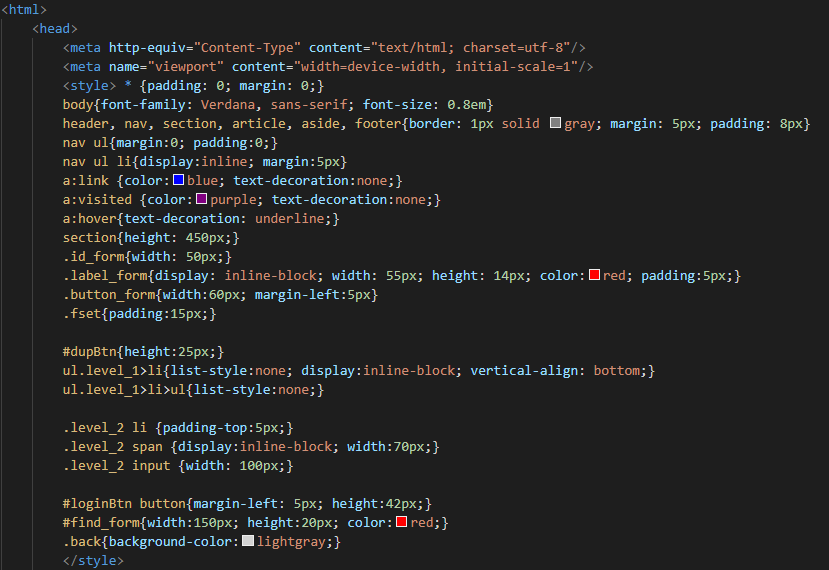 <html>
<head>
<meta http-equiv="Content-Type" content="text/html; charset=utf-8"/>
<meta name="viewport" content="width=device-width, initial-scale=1"/>
<style> * {padding: 0; margin: 0;}
body{font-family: Verdana, sans-serif; font-size: 0.8em}
header, nav, section, article, aside, footer{border: 1px solid gray; margin: 5px; padding: 8px}
nav ul{margin:0; padding:0;}
nav ul li{display:inline; margin:5px}
a:link {color:blue; text-decoration:none;}
a:visited {color:purple; text-decoration:none;}
a:hover{text-decoration: underline;}
section{height: 450px;}
.id_form{width: 50px;}
.label_form{display: inline-block; width: 55px; height: 14px; color:red; padding:5px;}
.button_form{width:60px; margin-left:5px}
.fset{padding:15px;}
#dupBtn{height:25px;}
ul.level_1>li{list-style:none; display:inline-block; vertical-align: bottom;}
ul.level_1>li>ul{list-style:none;}
.level_2 li {padding-top:5px;}
.level_2 span {display:inline-block; width:70px;}
.level_2 input {width: 100px;}
#loginBtn button{margin-left: 5px; height:42px;}
#find_form{width:150px; height:20px; color:red;}
.back{background-color:lightgray;}
</style>